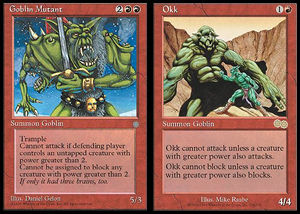 Goblin Mutant
Summon Goblin
Trample
Cannot attack if defending player
controls an untapped creature with
power greater than 2.
Cannot be assigned to block any
creature with power greater than 2.
If only it had three brains, too.
Illus. Daniel Gelon
5/3
Okk
Summon Goblin
Okk cannot attack unless a creature
with greater power also attacks.
Okk cannot block unless a creature
with greater power also blocks.
Illus. Mike Raabe
4/4